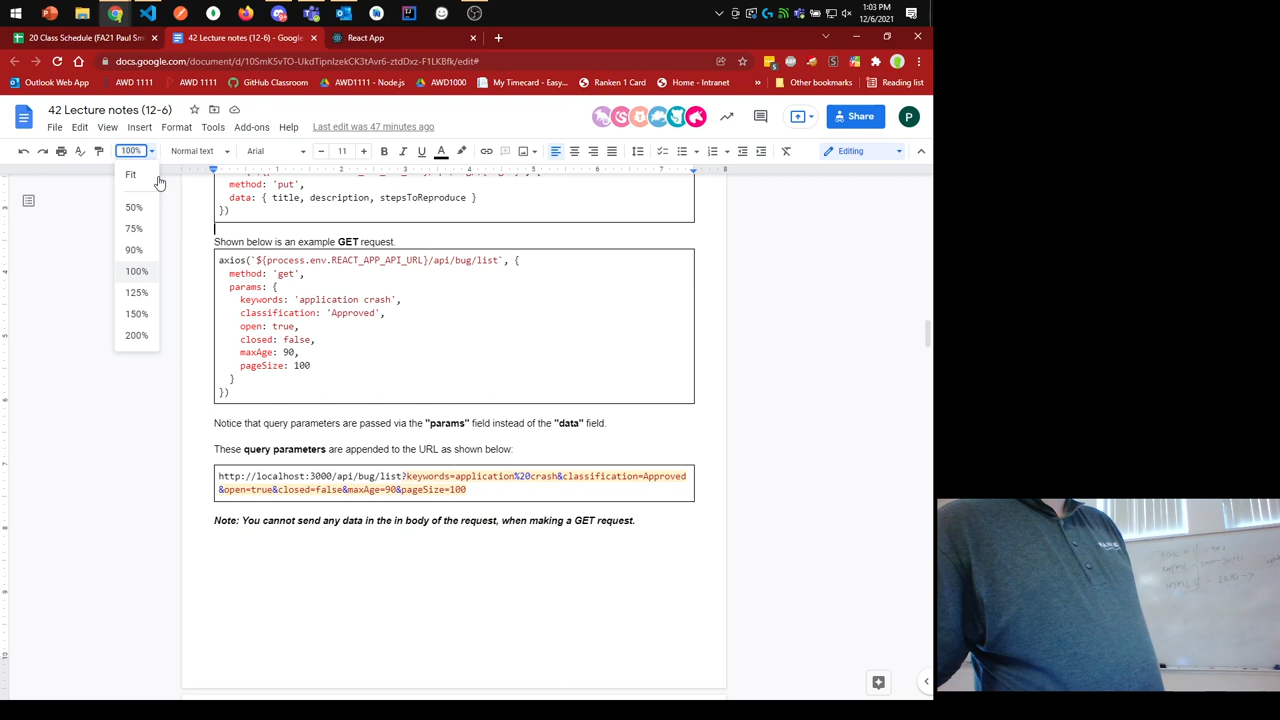 1:03 PM
12/6/2021
20 Class Schedule (FA21 Paul Sm
42 Lecture notes (12-6) - Google
React App
docs.google.com/document/d/10SmK5vTO-UkdTipnIzekCK3tAvr6-ztdDxz-F1LKBfk/edit#
Outlook Web App
AWD 1111
AWD 1111
GitHub Classroom
AWD1111 - Node.js
AWD1000
My Timecard - Easy...
Ranken 1 Card
Home - Intranet
»
Other bookmarks
Reading list
42 Lecture notes (12-6)
File Edit View Insert Format Tools Add-ons Help
Last edit was 47 minutes ago
Share
P
100%
Normal text
Arial
11
B I U A
Editing
Fit
50%
75%
90%
100%
125%
150%
200%
1 2 3 4 5 6 7 8
method: 'put',
data: { title, description, stepsToReproduce }
})
Shown below is an example GET request.
axios(`${process.env.REACT_APP_API_URL}/api/bug/list`, {
method: 'get',
params: {
keywords: 'application crash',
classification: 'Approved',
open: true,
closed: false,
maxAge: 90,
pageSize: 100
}
})
Notice that query parameters are passed via the "params" field instead of the "data" field.
These query parameters are appended to the URL as shown below:
http://localhost:3000/api/bug/list?keywords=application%20crash&classification=Approved
&open=true&closed=false&maxAge=90&pageSize=100
Note: You cannot send any data in the in body of the request, when making a GET request.